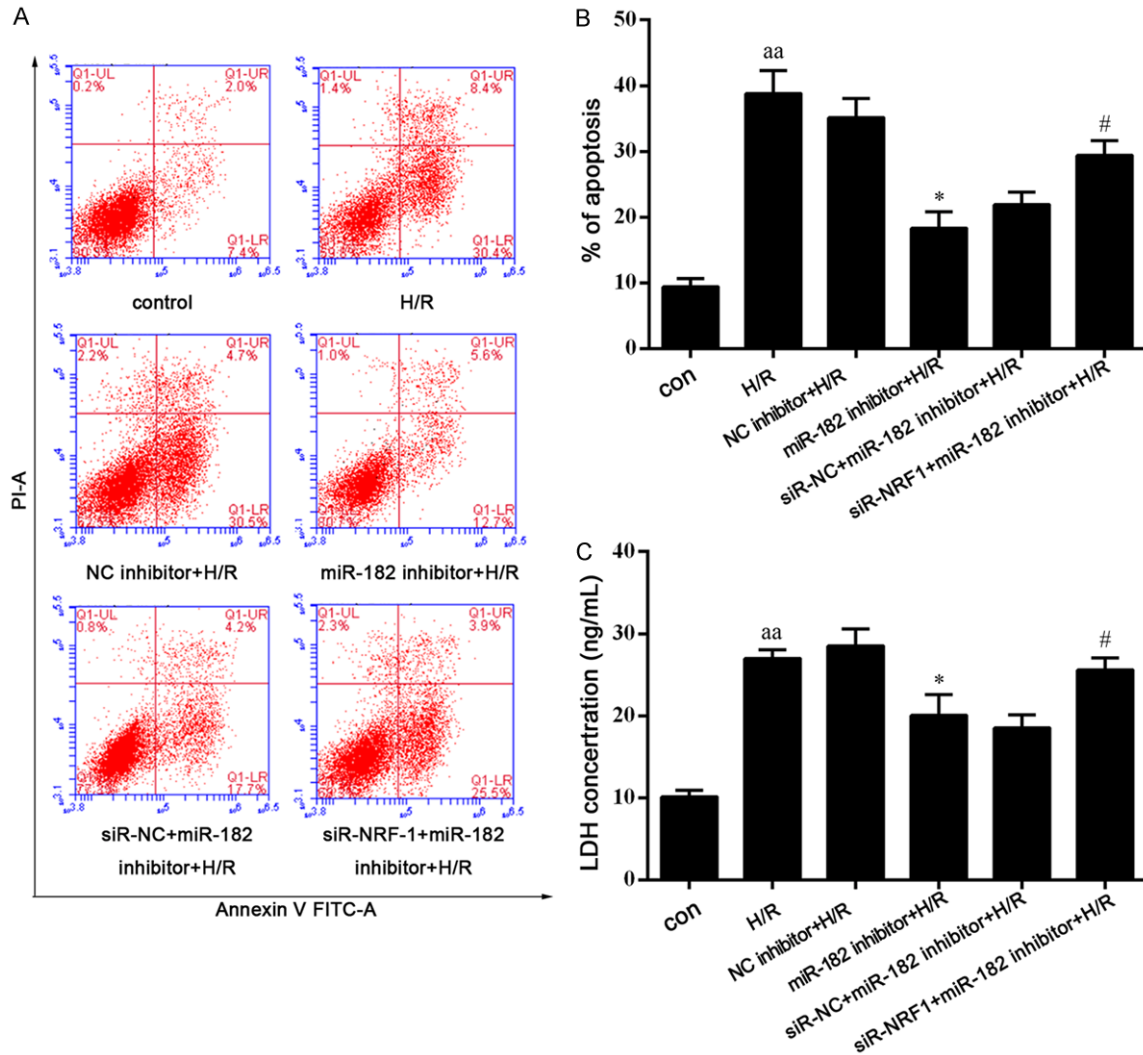 A
Q1-UL
0.2%
Q1-UR
2.0%
Q1-LR
7.4%
control
Q1-UL
1.4%
Q1-UR
8.4%
Q1-LR
30.4%
H/R
Q1-UL
2.2%
Q1-UR
4.7%
Q1-LR
30.5%
NC inhibitor+H/R
Q1-UL
1.0%
Q1-UR
5.6%
Q1-LR
12.7%
miR-182 inhibitor+H/R
Q1-UL
0.8%
Q1-UR
4.2%
Q1-LR
17.7%
siR-NC+miR-182
inhibitor+H/R
Q1-UL
2.3%
Q1-UR
3.9%
Q1-LR
25.5%
siR-NRF-1+miR-182
inhibitor+H/R
PI-A
Annexin V FITC-A
B
% of apoptosis
50
40
30
20
10
0
aa
*
#
con
H/R
NC inhibitor+H/R
miR-182 inhibitor+H/R
siR-NC+miR-182 inhibitor+H/R
siR-NRF1+miR-182 inhibitor+H/R
C
LDH concertration (ng/mL)
40
30
20
10
0
aa
*
#
con
H/R
NC inhibitor+H/R
miR-182 inhibitor+H/R
siR-NC+miR-182 inhibitor+H/R
siR-NRF1+miR-182 inhibitor+H/R